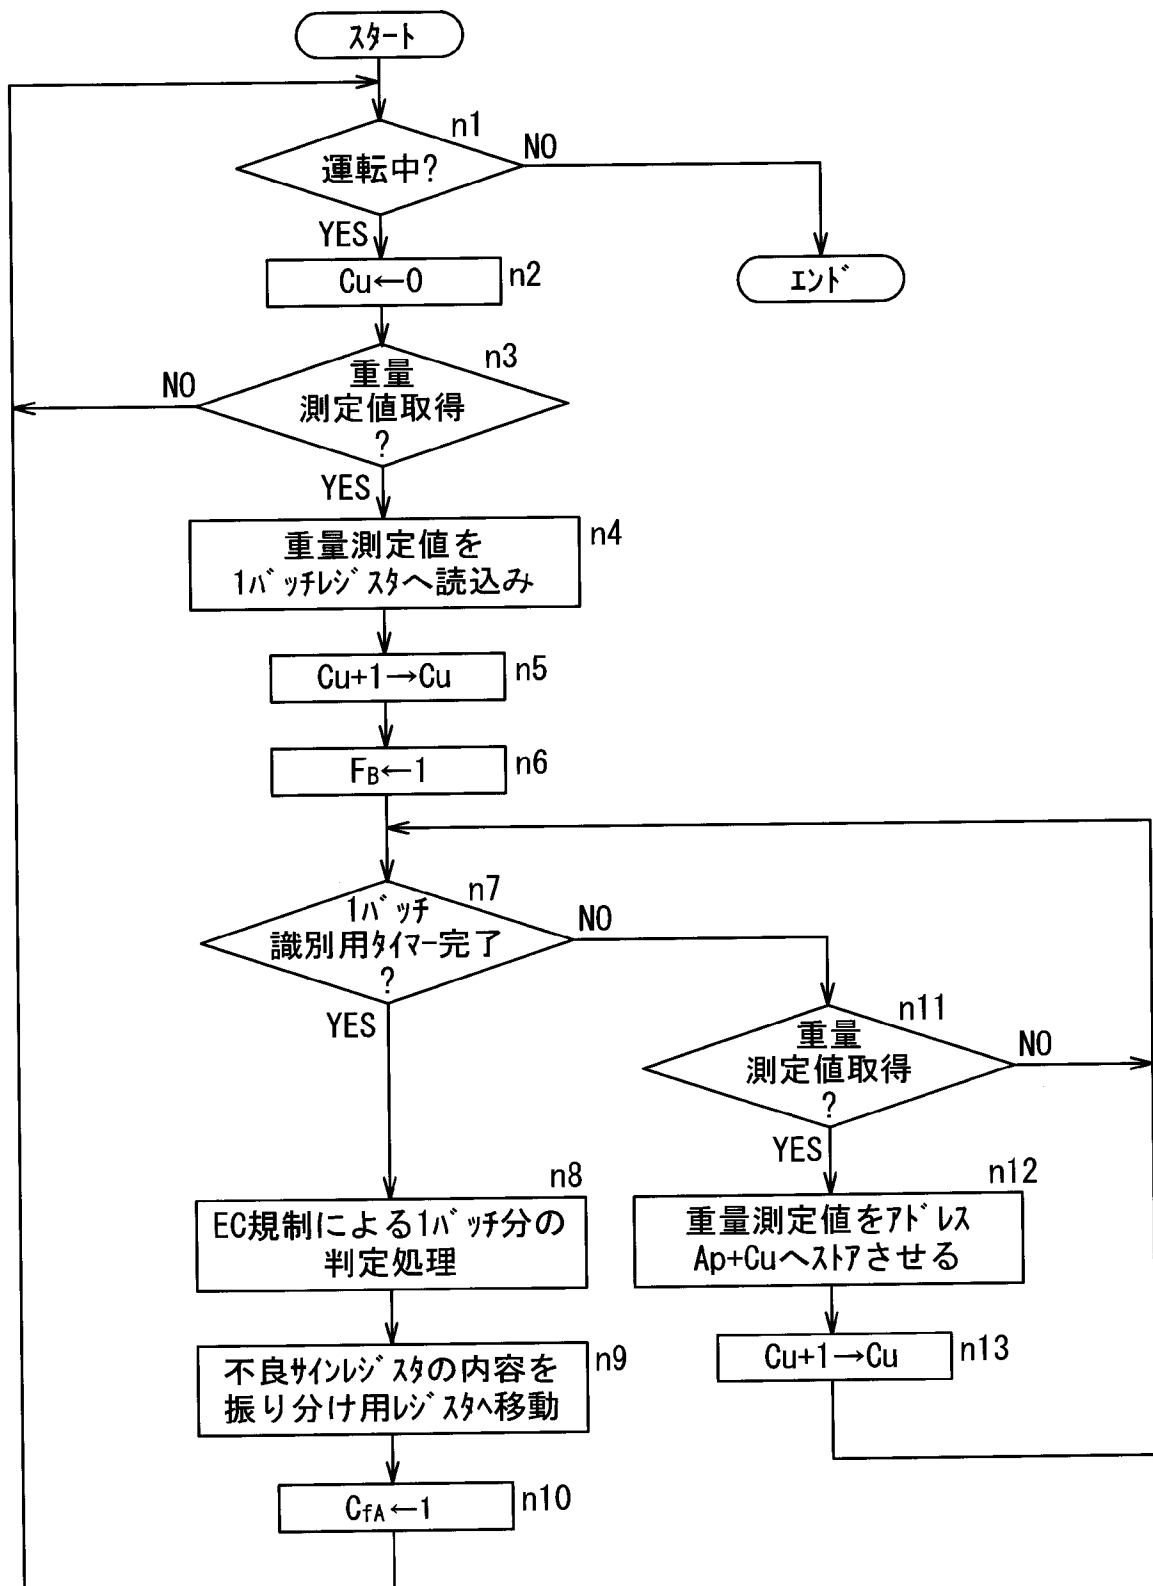 スタート
n1
運転中?
NO
YES
エンド
Cu←0
n2
n3
重量
測定値取得
?
NO
YES
重量測定値を
1バッチレジスタへ読込み
n4
Cu+1→Cu
n5
FB←1
n6
n7
1バッチ
識別用タイマー完了
?
NO
YES
n11
重量
測定値取得
?
NO
YES
n8
EC規制による1バッチ分の
判定処理
n12
重量測定値をアドレス
Ap+Cuへストアさせる
不良サインレジスタの内容を
振り分け用レジスタへ移動
n9
Cu+1→Cu
n13
CfA←1
n10